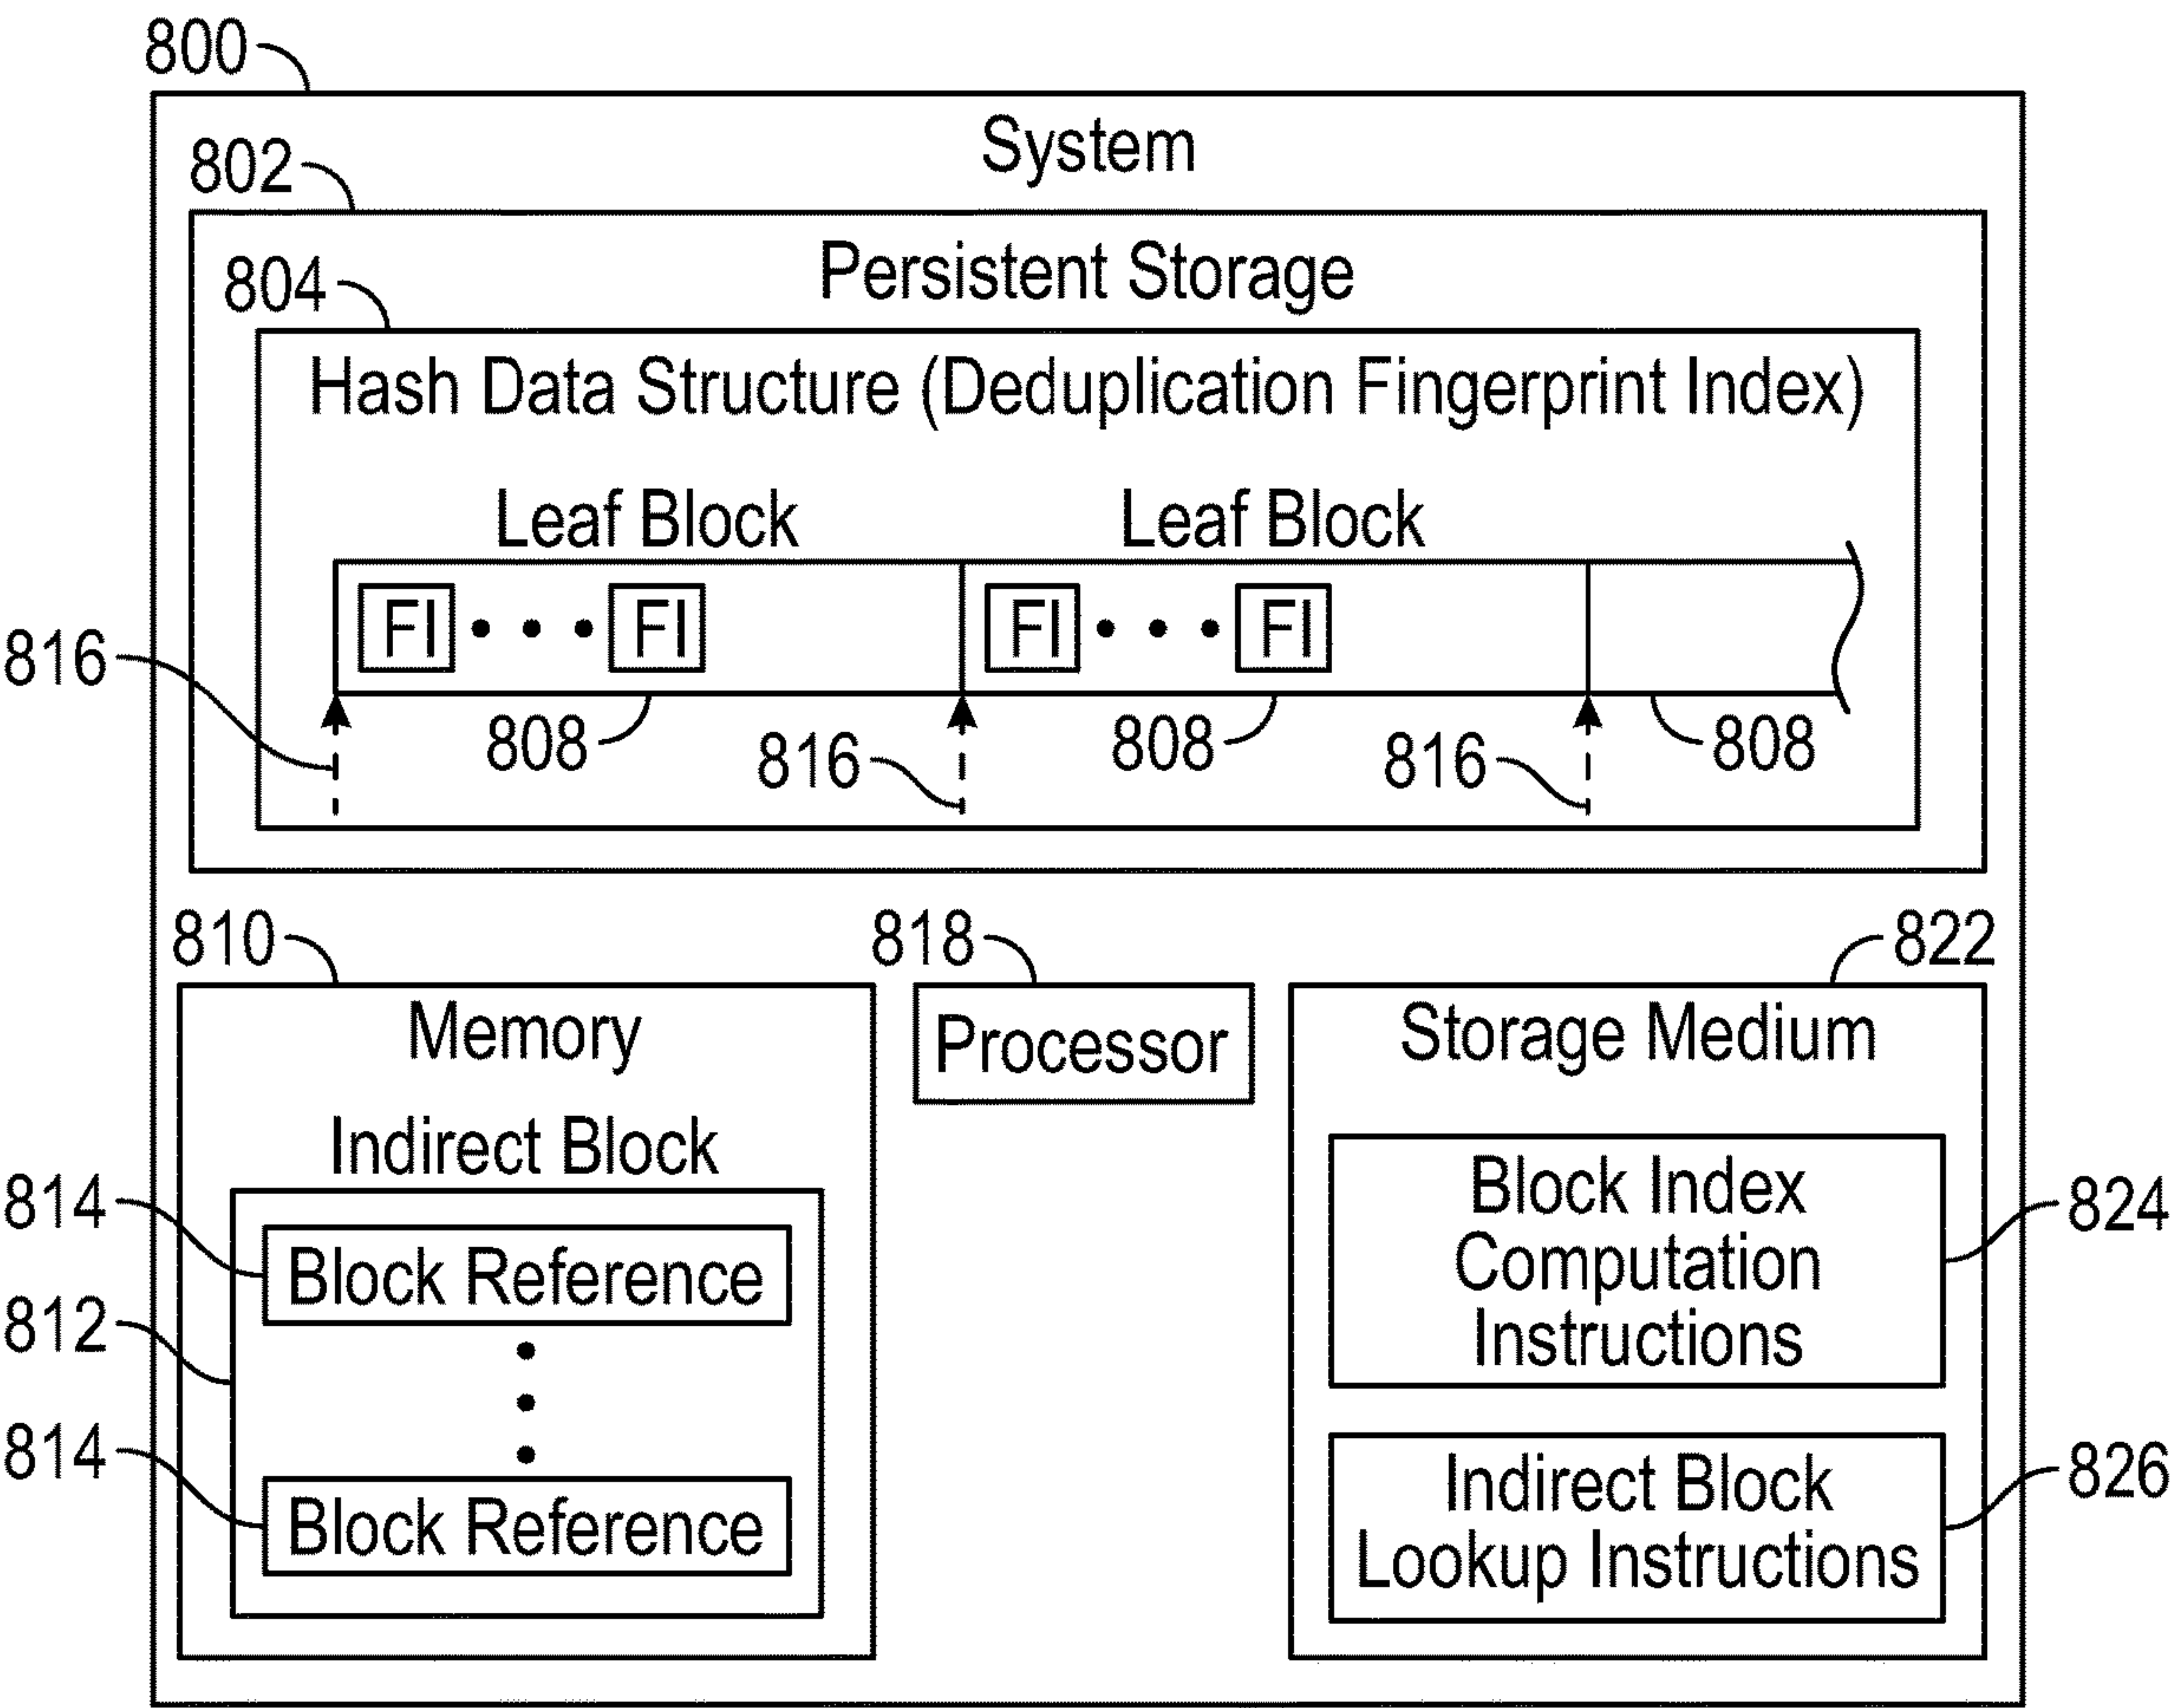 800
System
802
Persistent Storage
804
Hash Data Structure (Deduplication Fingerprint Index)
Leaf Block Leaf Block
FI FI FI FI
816
808 816 808 816 808
810 818 822
Memory Processor Storage Medium
Indirect Block
814
Block Reference
812
814
Block Reference
Block Index
Computation
Instructions
824
Indirect Block
Lookup Instructions
826